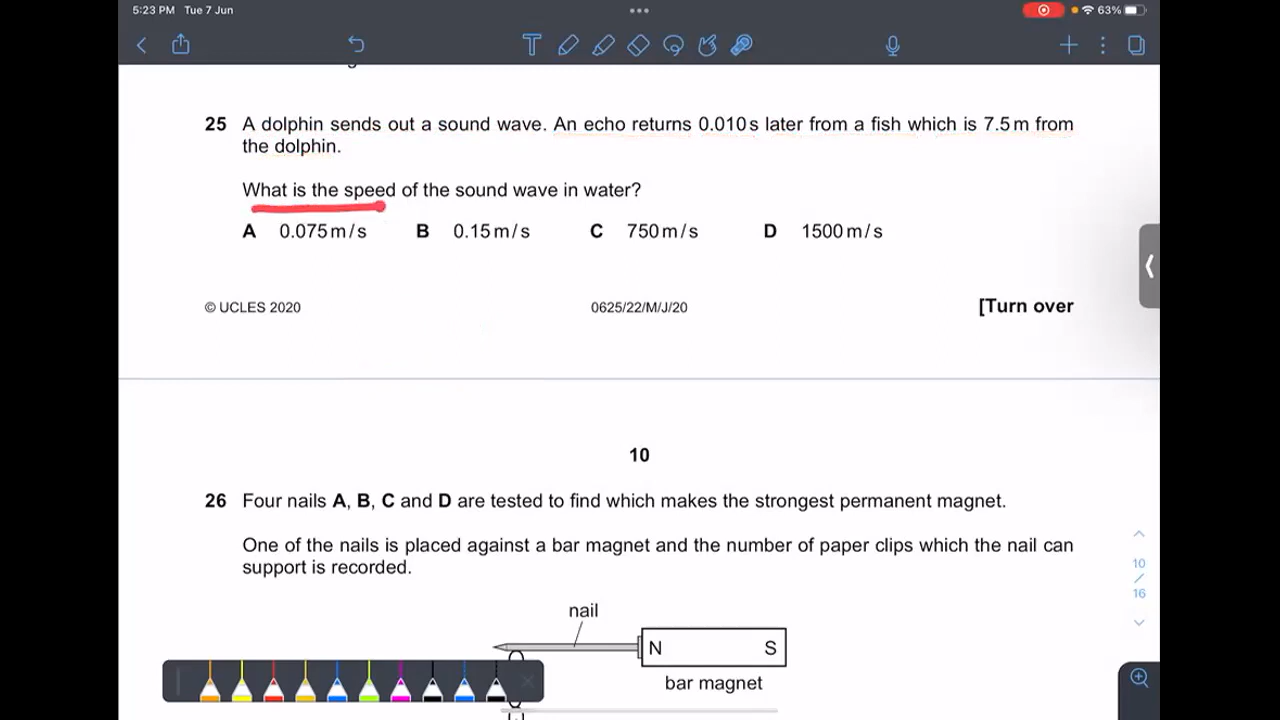 5:23 PM Tue 7 Jun
63%
T
25 A dolphin sends out a sound wave. An echo returns 0.010 s later from a fish which is 7.5 m from
the dolphin.
What is the speed of the sound wave in water?
A 0.075 m / s B 0.15 m / s C 750 m / s D 1500 m / s
© UCLES 2020 0625/22/M/J/20 [Turn over
10
26 Four nails A, B, C and D are tested to find which makes the strongest permanent magnet.
One of the nails is placed against a bar magnet and the number of paper clips which the nail can
support is recorded.
10
/
16
nail
N S
bar magnet